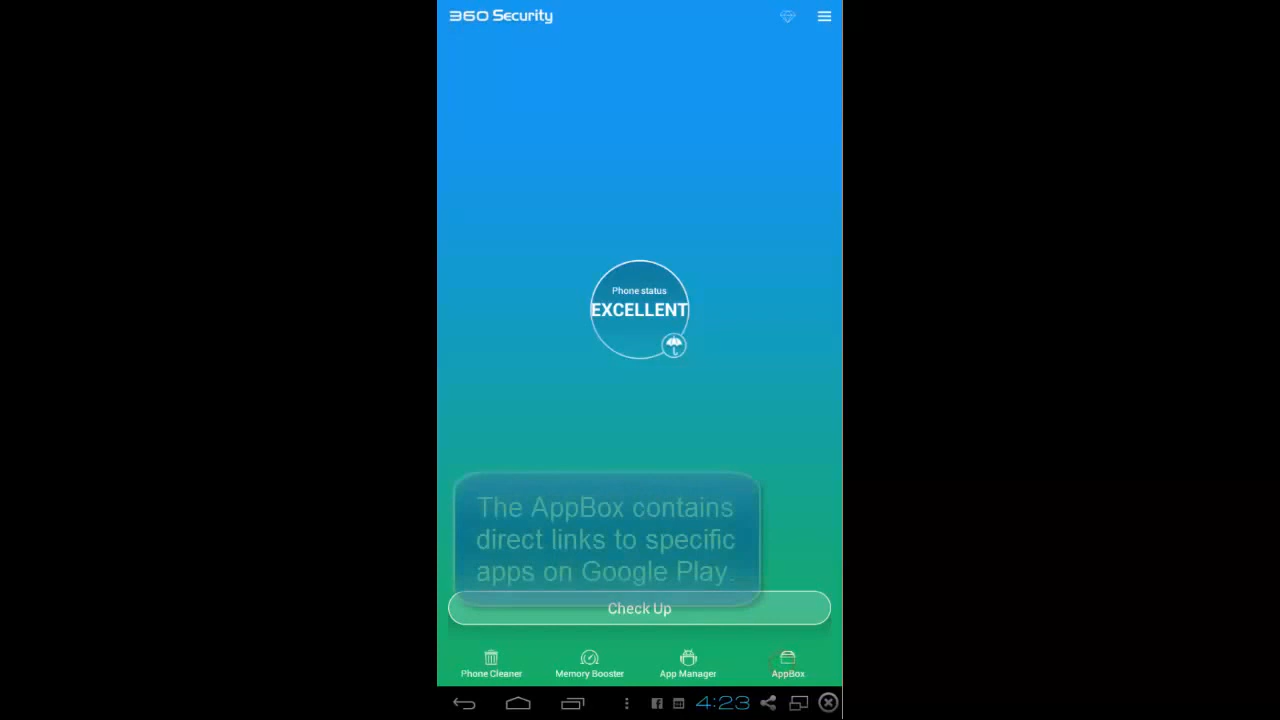 360 Security
Phone status
EXCELLENT
The AppBox contains
direct links to specific
apps on Google Play.
Check Up
Phone Cleaner Memory Booster App Manager AppBox
4:23